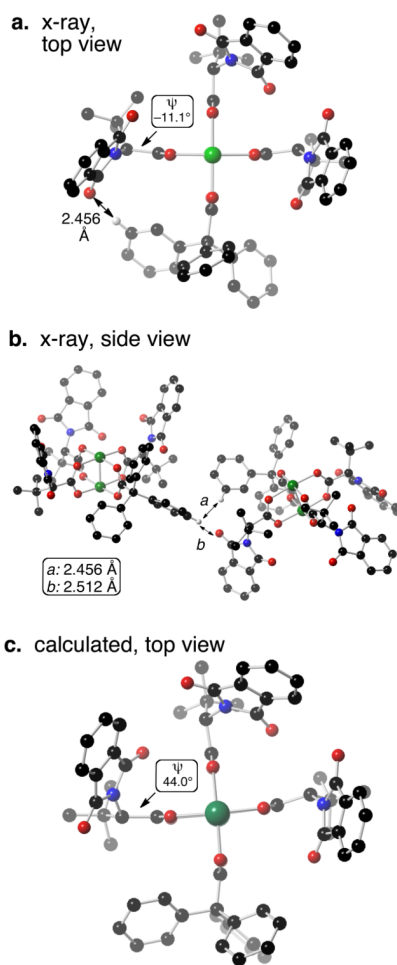 a. x-ray,
top view
ψ
–11.1°
2.456
Å
b. x-ray, side view
a
b
a: 2.456 Å
b: 2.512 Å
c. calculated, top view
ψ
44.0°